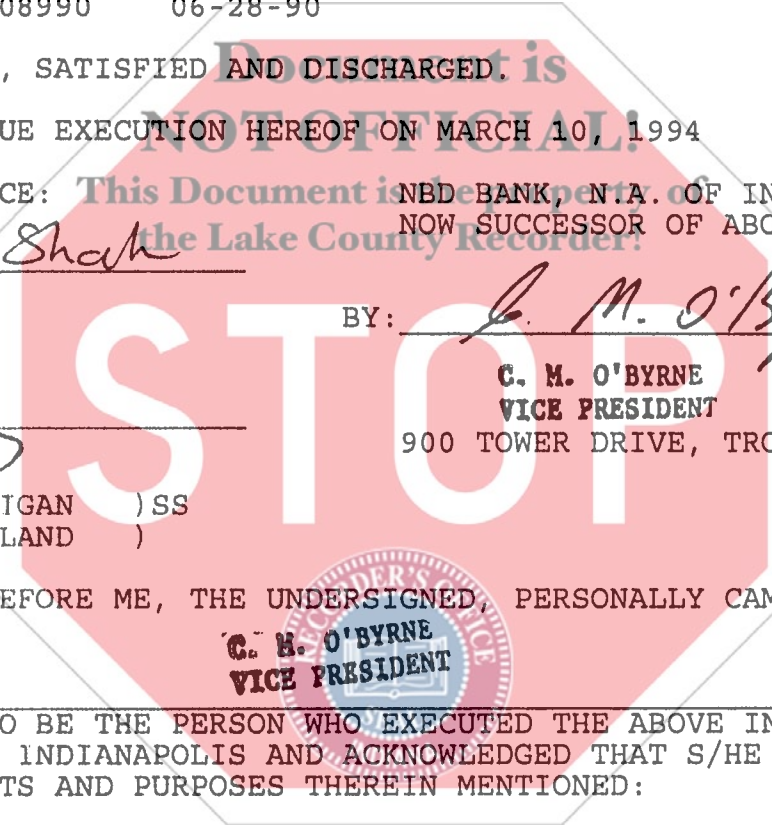 08990 06-28-90
Document is
, SATISFIED AND DISCHARGED.
NOT OFFICIAL!
UE EXECUTION HEREOF ON MARCH 10, 1994
This Document is the property of
CE: NBD BANK, N.A. OF IN
NOW SUCCESSOR OF ABO
the Lake County Recorder!
Shah
BY: C. M. O'B
STOP
C. M. O'BYRNE
VICE PRESIDENT
900 TOWER DRIVE, TRO
IGAN )SS
LAND )
RECORDER'S OFFICE
EFORE ME, THE UNDERSIGNED, PERSONALLY CAM
C. M. O'BYRNE
VICE PRESIDENT
O BE THE PERSON WHO EXECUTED THE ABOVE IN
INDIANAPOLIS AND ACKNOWLEDGED THAT S/HE
TS AND PURPOSES THEREIN MENTIONED: